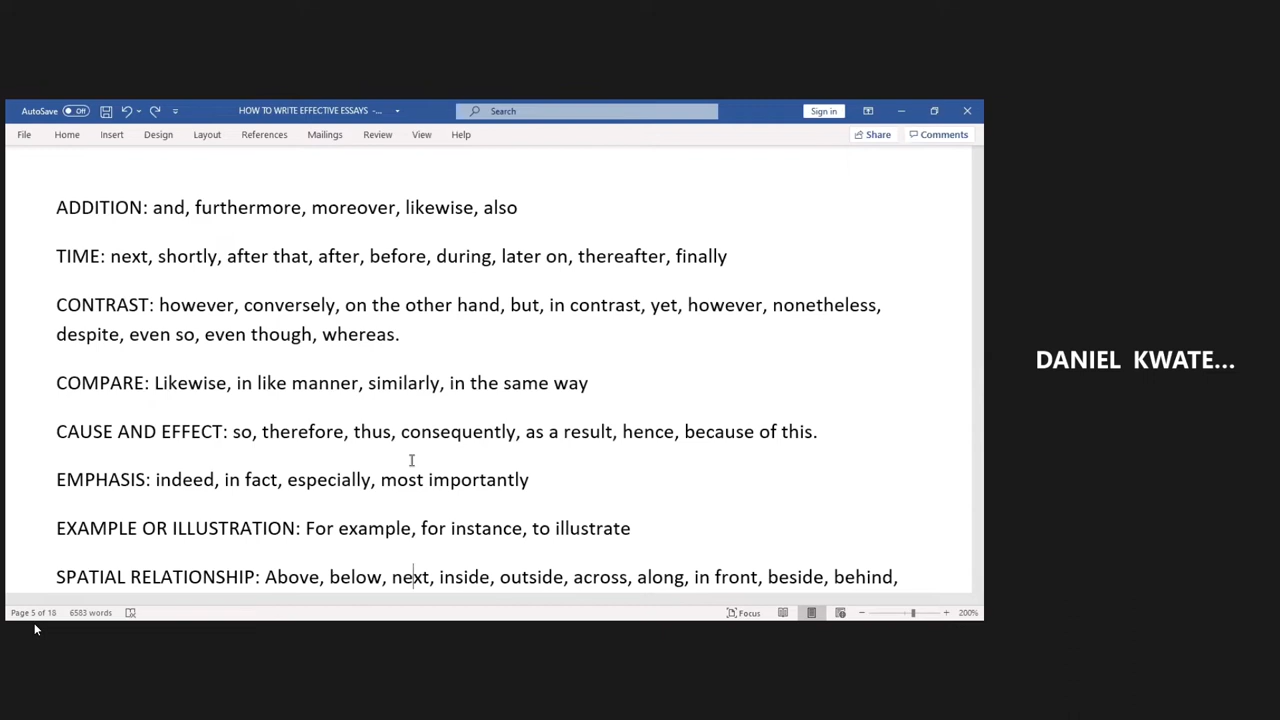 AutoSave Off HOW TO WRITE EFFECTIVE ESSAYS -... Search Sign in
File Home Insert Design Layout References Mailings Review View Help Share Comments
ADDITION: and, furthermore, moreover, likewise, also
TIME: next, shortly, after that, after, before, during, later on, thereafter, finally
CONTRAST: however, conversely, on the other hand, but, in contrast, yet, however, nonetheless,
despite, even so, even though, whereas.
DANIEL KWATE...
COMPARE: Likewise, in like manner, similarly, in the same way
CAUSE AND EFFECT: so, therefore, thus, consequently, as a result, hence, because of this.
EMPHASIS: indeed, in fact, especially, most importantly
EXAMPLE OR ILLUSTRATION: For example, for instance, to illustrate
SPATIAL RELATIONSHIP: Above, below, next, inside, outside, across, along, in front, beside, behind,
Page 5 of 18 6583 words Focus 200%